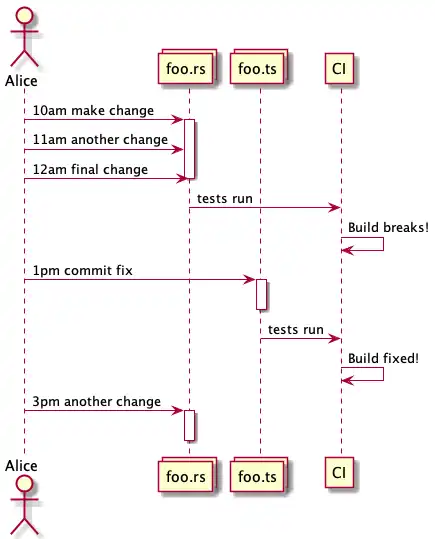 Alice
foo.rs
foo.ts
CI
10am make change
11am another change
12am final change
tests run
Build breaks!
1pm commit fix
tests run
Build fixed!
3pm another change
Alice
foo.rs
foo.ts
CI